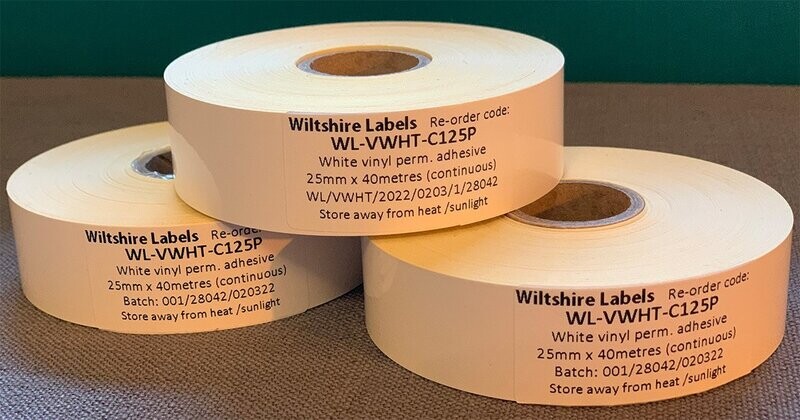 Wiltshire Labels Re-order code:
WL-VWHT-C125P
White vinyl perm. adhesive
25mm x 40metres (continuous)
WL/VWHT/2022/0203/1/28042
Store away from heat /sunlight
Wiltshire Labels Re-order
WL-VWHT-C125P
White vinyl perm. adhesive
25mm x 40metres (continuous)
Batch: 001/28042/020322
Store away from heat /sunlight
Wiltshire Labels Re-order code:
WL-VWHT-C125P
White vinyl perm. adhesive
25mm x 40metres (continuous)
Batch: 001/28042/020322
Store away from heat /sunlight